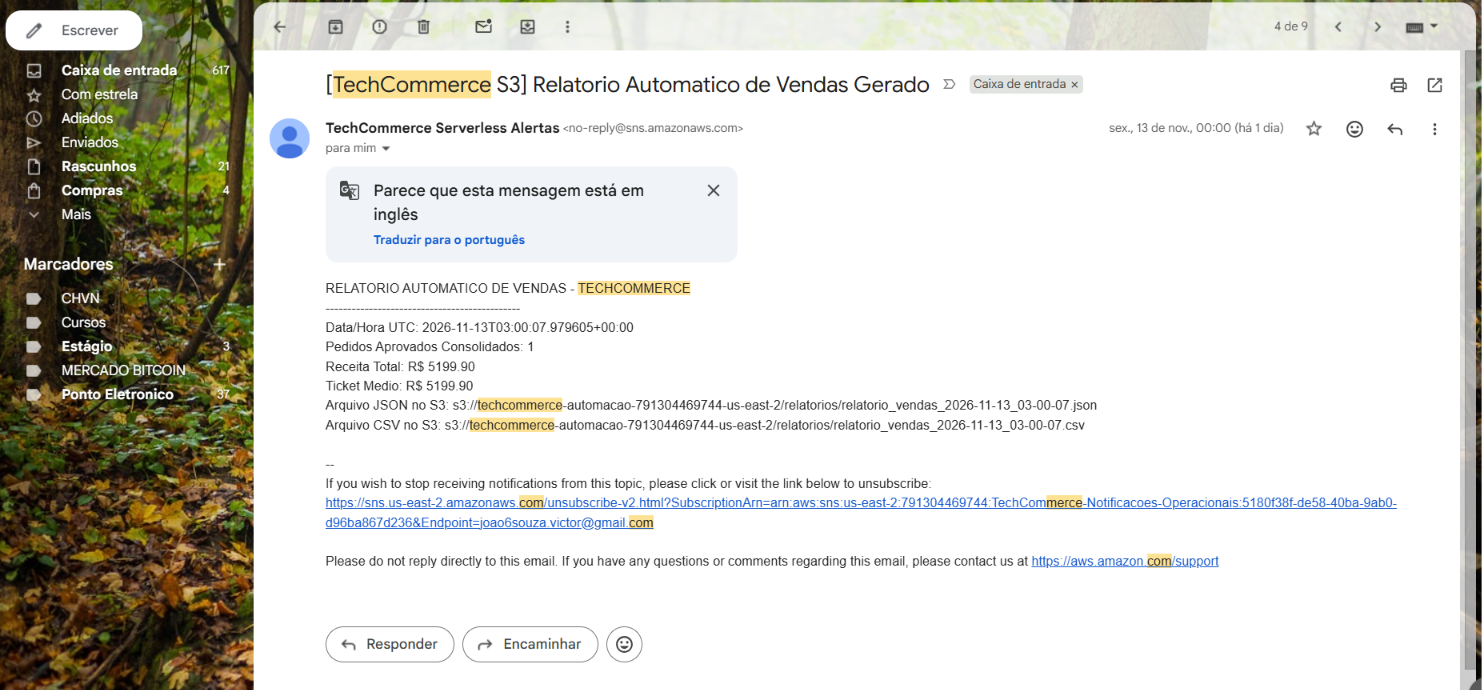 Escrever
4 de 9
Caixa de entrada 617
Com estrela
Adiados
Enviados
Rascunhos 21
Compras 4
Mais
Marcadores +
CHVN
Cursos
Estágio 3
MERCADO BITCOIN
Ponto Eletronico 37
[TechCommerce S3] Relatorio Automatico de Vendas Gerado Caixa de entrada ×
TechCommerce Serverless Alertas <no-reply@sns.amazonaws.com> sex., 13 de nov., 00:00 (há 1 dia)
para mim
Parece que esta mensagem está em
inglês
Traduzir para o português
RELATORIO AUTOMATICO DE VENDAS - TECHCOMMERCE
------------------------------------------------
Data/Hora UTC: 2026-11-13T03:00:07.979605+00:00
Pedidos Aprovados Consolidados: 1
Receita Total: R$ 5199.90
Ticket Medio: R$ 5199.90
Arquivo JSON no S3: s3://techcommerce-automacao-791304469744-us-east-2/relatorios/relatorio_vendas_2026-11-13_03-00-07.json
Arquivo CSV no S3: s3://techcommerce-automacao-791304469744-us-east-2/relatorios/relatorio_vendas_2026-11-13_03-00-07.csv
--
If you wish to stop receiving notifications from this topic, please click or visit the link below to unsubscribe:
https://sns.us-east-2.amazonaws.com/unsubscribe-v2.html?SubscriptionArn=arn:aws:sns:us-east-2:791304469744:TechCommerce-Notificacoes-Operacionais:5180f38f-de58-40ba-9ab0-
d96ba867d236&Endpoint=joao6souza.victor@gmail.com
Please do not reply directly to this email. If you have any questions or comments regarding this email, please contact us at https://aws.amazon.com/support
Responder
Encaminhar